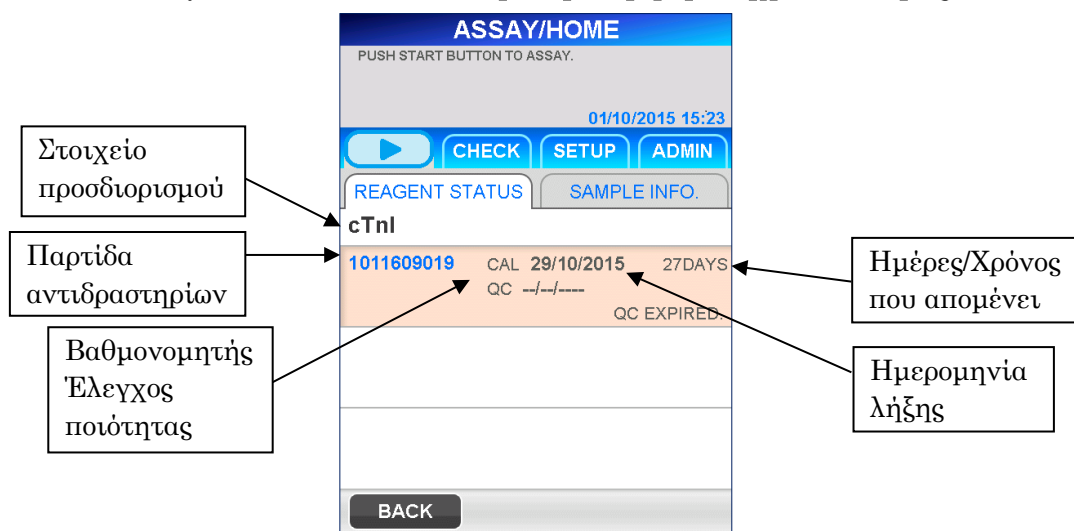 ASSAY/HOME
PUSH START BUTTON TO ASSAY.
01/10/2015 15:23
CHECK SETUP ADMIN
REAGENT STATUS SAMPLE INFO.
cTnI
1011609019 CAL 29/10/2015 27DAYS
QC --/--/----
QC EXPIRED.
BACK
Στοιχείο
προσδιορισμού
Παρτίδα
αντιδραστηρίων
Βαθμονομητής
Έλεγχος
ποιότητας
Ημέρες/Χρόνος
που απομένει
Ημερομηνία
λήξης